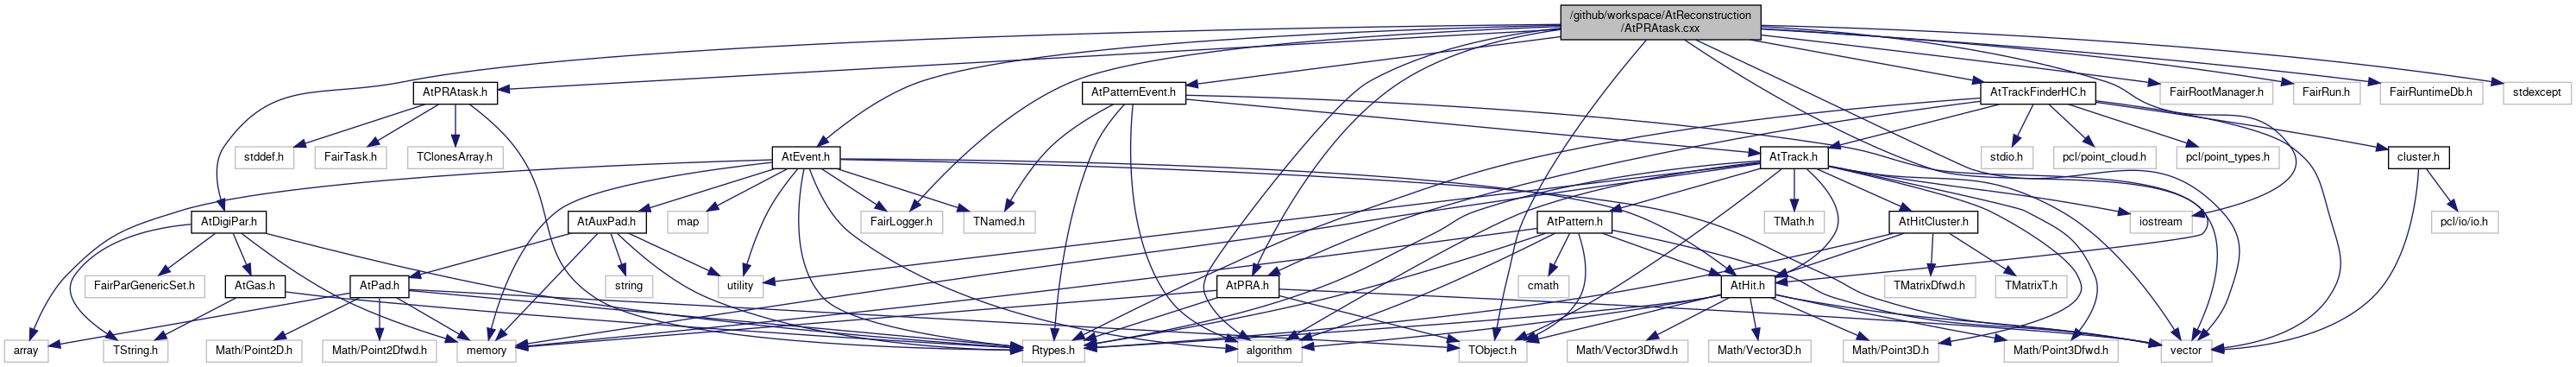 /github/workspace/AtReconstruction
/AtPRAtask.cxx
AtPRAtask.h
AtPatternEvent.h
AtTrackFinderHC.h
FairRootManager.h
FairRun.h
FairRuntimeDb.h
stdexcept
stddef.h
FairTask.h
TClonesArray.h
AtEvent.h
AtTrack.h
stdio.h
pcl/point_cloud.h
pcl/point_types.h
cluster.h
AtDigiPar.h
AtAuxPad.h
map
FairLogger.h
TNamed.h
AtPattern.h
TMath.h
AtHitCluster.h
iostream
pcl/io/io.h
FairParGenericSet.h
AtGas.h
AtPad.h
string
utility
AtPRA.h
cmath
AtHit.h
TMatrixDfwd.h
TMatrixT.h
array
TString.h
Math/Point2D.h
Math/Point2Dfwd.h
memory
Rtypes.h
algorithm
TObject.h
Math/Vector3Dfwd.h
Math/Vector3D.h
Math/Point3D.h
Math/Point3Dfwd.h
vector